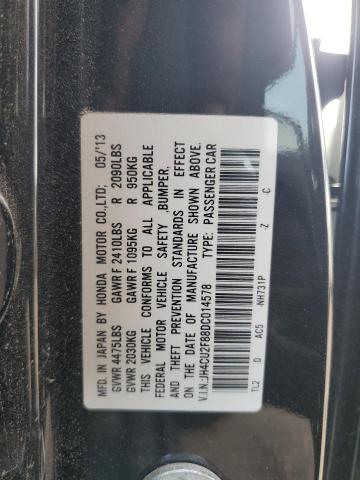 MFD. IN JAPAN BY HONDA MOTOR CO.,LTD; 05/'13
GVWR 4475LBS GAWR F 2410LBS R 2090LBS
GVWR 2030KG GAWR F 1095KG R 950KG
THIS VEHICLE CONFORMS TO ALL APPLICABLE
FEDERAL MOTOR VEHICLE SAFETY ,BUMPER,
& THEFT PREVENTION STANDARDS IN EFFECT
ON THE DATE OF MANUFACTURE SHOWN ABOVE.
V.I.N.:JH4CU2F88DC014578 TYPE: PASSENGER CAR
TL2 D AC5 -NH731P -Z -C